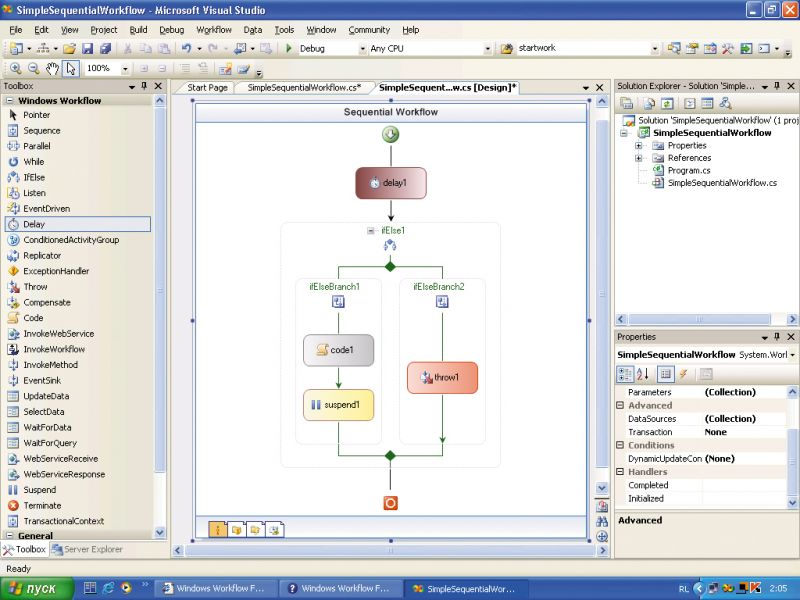 SimpleSequentialWorkflow - Microsoft Visual Studio
File Edit View Project Build Debug Workflow Data Tools Window Community Help
Debug Any CPU startwork
100%
Toolbox
Windows Workflow
Pointer
Sequence
Parallel
While
IfElse
Listen
EventDriven
Delay
ConditionedActivityGroup
Replicator
ExceptionHandler
Throw
Compensate
Code
InvokeWebService
InvokeWorkflow
InvokeMethod
EventSink
UpdateData
SelectData
WaitForData
WaitForQuery
WebServiceReceive
WebServiceResponse
Suspend
Terminate
TransactionalContext
General
Toolbox Server Explorer
Start Page SimpleSequentialWorkflow.cs* SimpleSequent...w.cs [Design]*
Sequential Workflow
delay1
ifElse1
ifElseBranch1 ifElseBranch2
code1
throw1
suspend1
Solution Explorer - Solution 'Simple...
Solution 'SimpleSequentialWorkflow' (1 proj
SimpleSequentialWorkflow
Properties
References
Program.cs
SimpleSequentialWorkflow.cs
Properties
SimpleSequentialWorkflow System.Worl
Parameters (Collection)
Advanced
DataSources (Collection)
Transaction None
Conditions
DynamicUpdateCon (None)
Handlers
Completed
Initialized
Advanced
Ready
пуск Windows Workflow F... Windows Workflow F... SimpleSequentialWor... RL 2:05